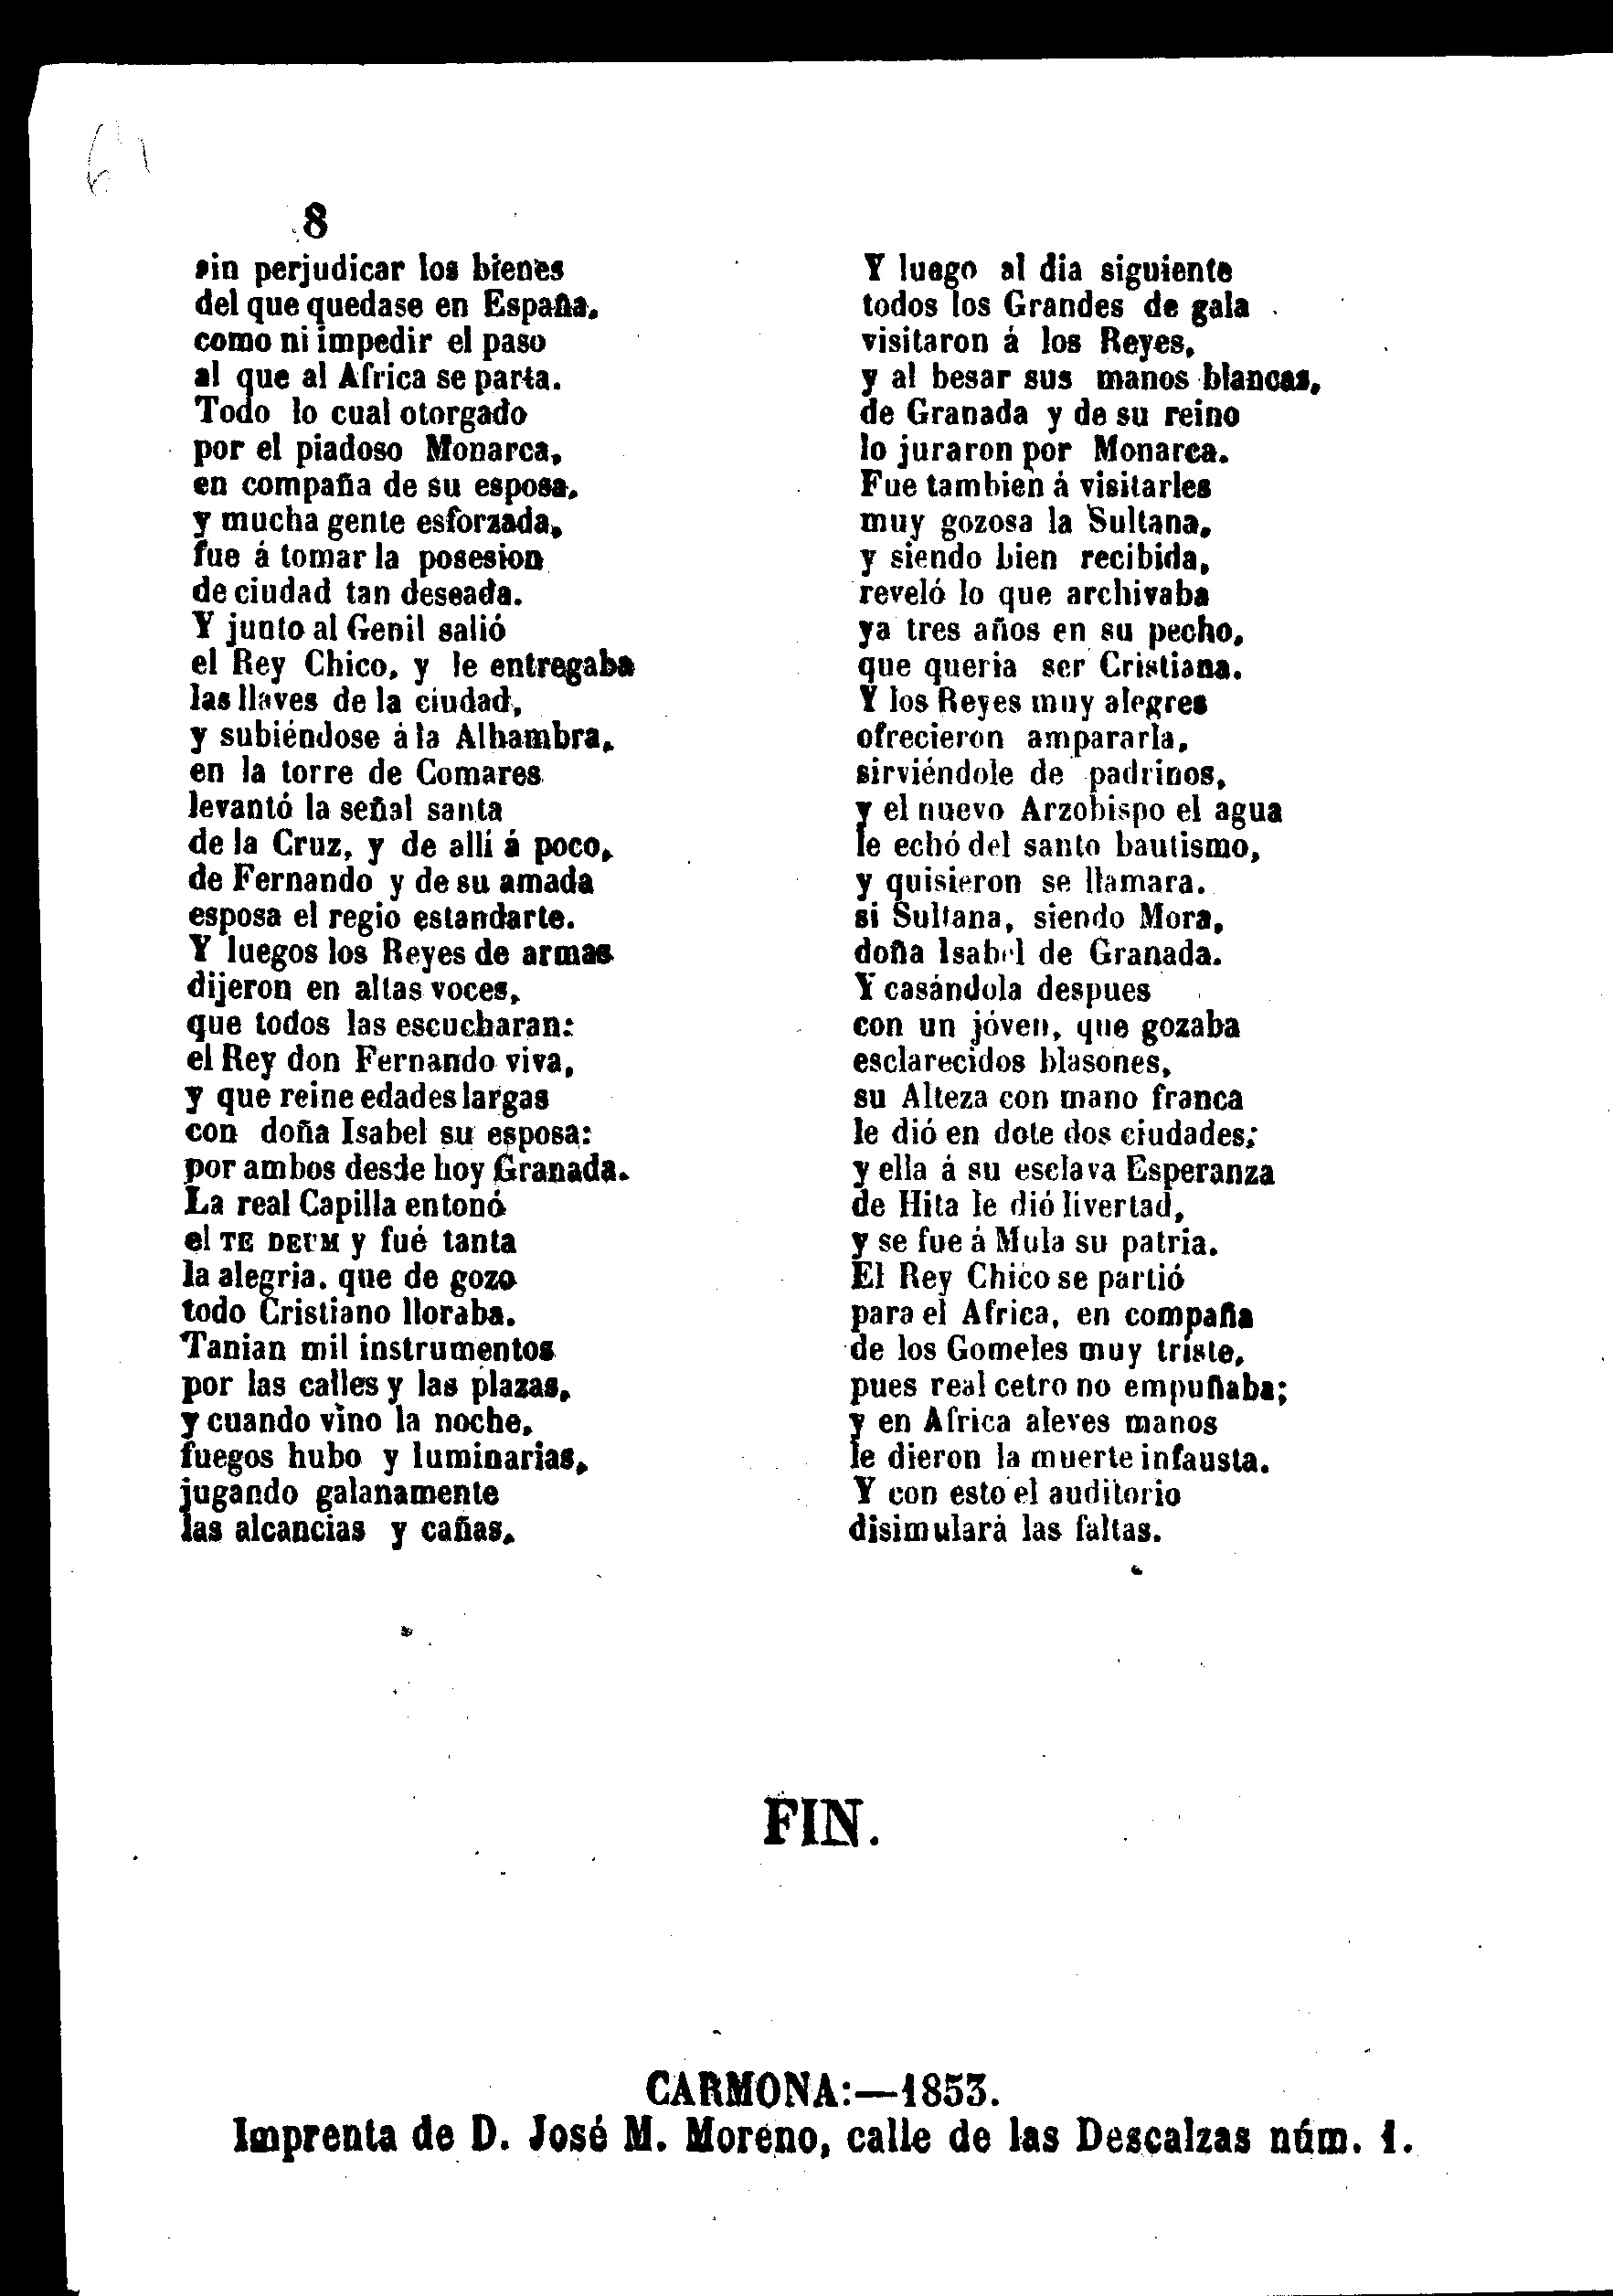 8
sin perjudicar los bienes
del que quedase en España,
como ni impedir el paso
al que al Africa se parta.
Todo lo cual otorgado
por el piadoso Monarca,
en compaña de su esposa,
y mucha gente esforzada,
fue á tomar la posesion
de ciudad tan deseada.
Y junto al Genil salió
el Rey Chico, y le entregaba
las llaves de la ciudad,
y subiéndose á la Alhambra,
en la torre de Comares
levantó la señal santa
de la Cruz, y de allí á poco,
de Fernando y de su amada
esposa el regio estandarte.
Y luegos los Reyes de armas
dijeron en altas voces,
que todos las escucharan:
el Rey don Fernando viva,
y que reine edades largas
con doña Isabel su esposa:
por ambos desde hoy Granada.
La real Capilla entonó
el TE DEUM y fué tanta
la alegria. que de gozo
todo Cristiano lloraba.
Tanian mil instrumentos
por las calles y las plazas,
y cuando vino la noche,
fuegos hubo y luminarias,
jugando galanamente
las alcancias y cañas,
Y luego al dia siguiente
todos los Grandes de gala
visitaron á los Reyes,
y al besar sus manos blancas,
de Granada y de su reino
lo juraron por Monarca.
Fue tambien á visitarles
muy gozosa la Sultana,
y siendo bien recibida,
reveló lo que archivaba
ya tres años en su pecho,
que queria ser Cristiana.
Y los Reyes muy alegres
ofrecieron ampararla,
sirviéndole de padrinos,
y el nuevo Arzobispo el agua
le echó del santo bautismo,
y quisieron se llamara.
si Sultana, siendo Mora,
doña Isabel de Granada.
Y casándola despues
con un jóven, que gozaba
esclarecidos blasones,
su Alteza con mano franca
le dió en dote dos ciudades;
y ella á su esclava Esperanza
de Hita le dió livertad,
y se fue á Mula su patria.
El Rey Chico se partió
para el Africa, en compaña
de los Gomeles muy triste,
pues real cetro no empuñaba;
y en Africa aleves manos
le dieron la muerte infausta.
Y con esto el auditorio
disimulará las faltas.
FIN.
CARMONA:—1853.
Imprenta de D. José M. Moreno, calle de las Descalzas núm. 1.